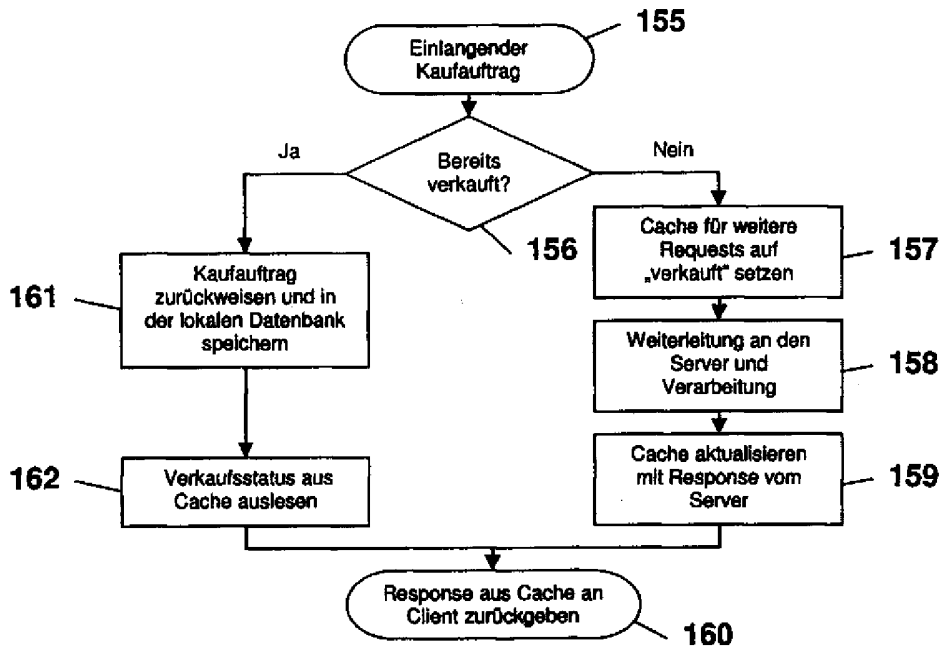 155
Einlangender
Kaufauftrag
Ja
Nein
Bereits
verkauft?
156
Cache für weitere
Requests auf
„verkauft“ setzen
157
161
Kaufauftrag
zurückweisen und in
der lokalen Datenbank
speichern
Weiterleitung an den
Server und
Verarbeitung
158
162
Verkaufsstatus aus
Cache auslesen
Cache aktualisieren
mit Response vom
Server
159
Response aus Cache an
Client zurückgeben
160